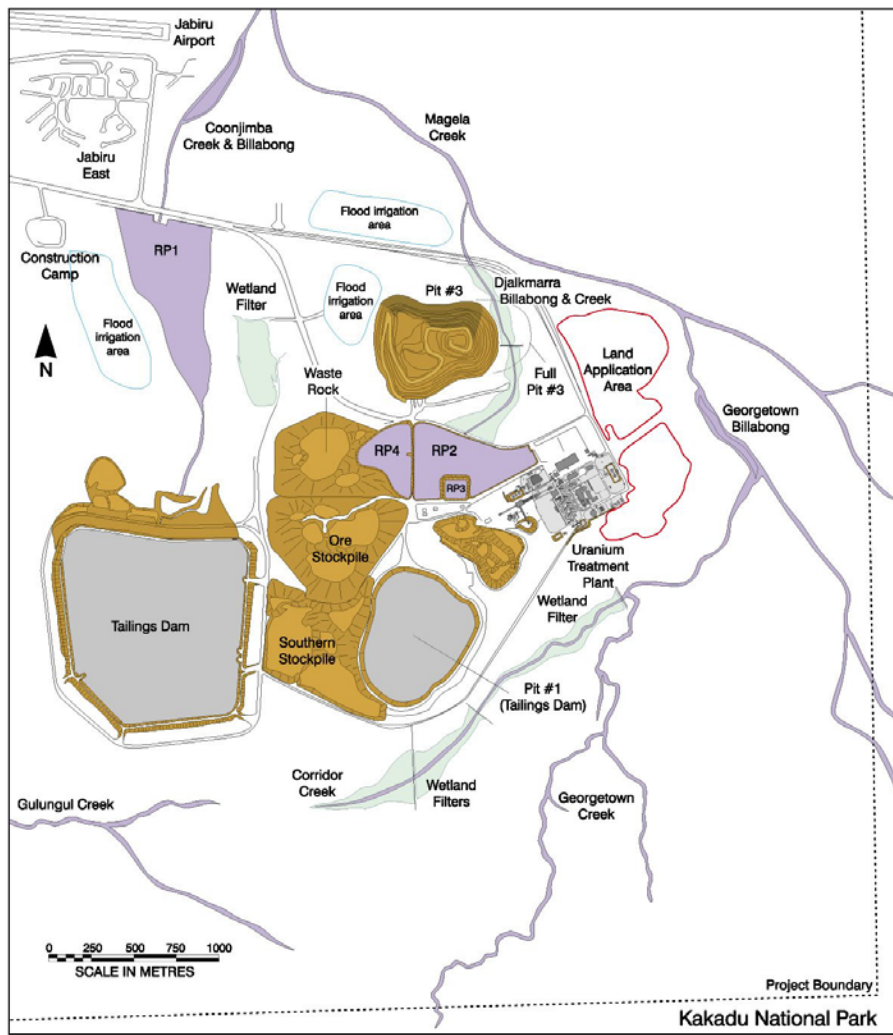 Jabiru
Airport
Coonjimba
Creek & Billabong
Magela
Creek
Jabiru
East
Flood irrigation
area
RP1
Construction
Camp
Wetland
Filter
Flood
irrigation
area
Pit #3
Djalkmarra
Billabong & Creek
Flood
irrigation
area
N
Waste
Rock
Full
Pit #3
Land
Application
Area
Georgetown
Billabong
RP4
RP2
RP3
Ore
Stockpile
Uranium
Treatment
Plant
Wetland
Filter
Tailings Dam
Southern
Stockpile
Pit #1
(Tailings Dam)
Corridor
Creek
Wetland
Filters
Georgetown
Creek
Gulungul Creek
0 250 500 750 1000
SCALE IN METRES
Project Boundary
Kakadu National Park